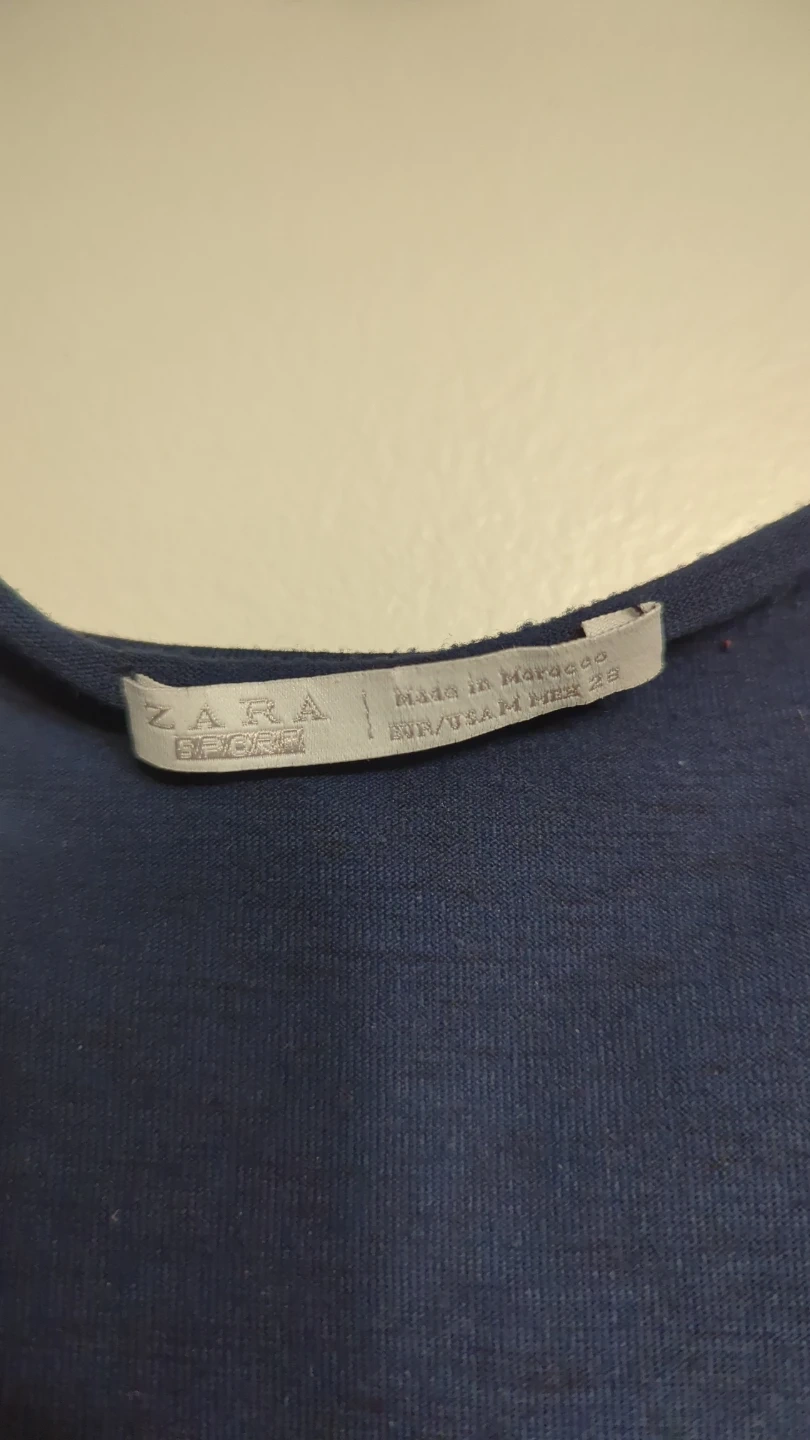 ZARA
SPORT
Made in Morocco
EUR/USA M MEX 28